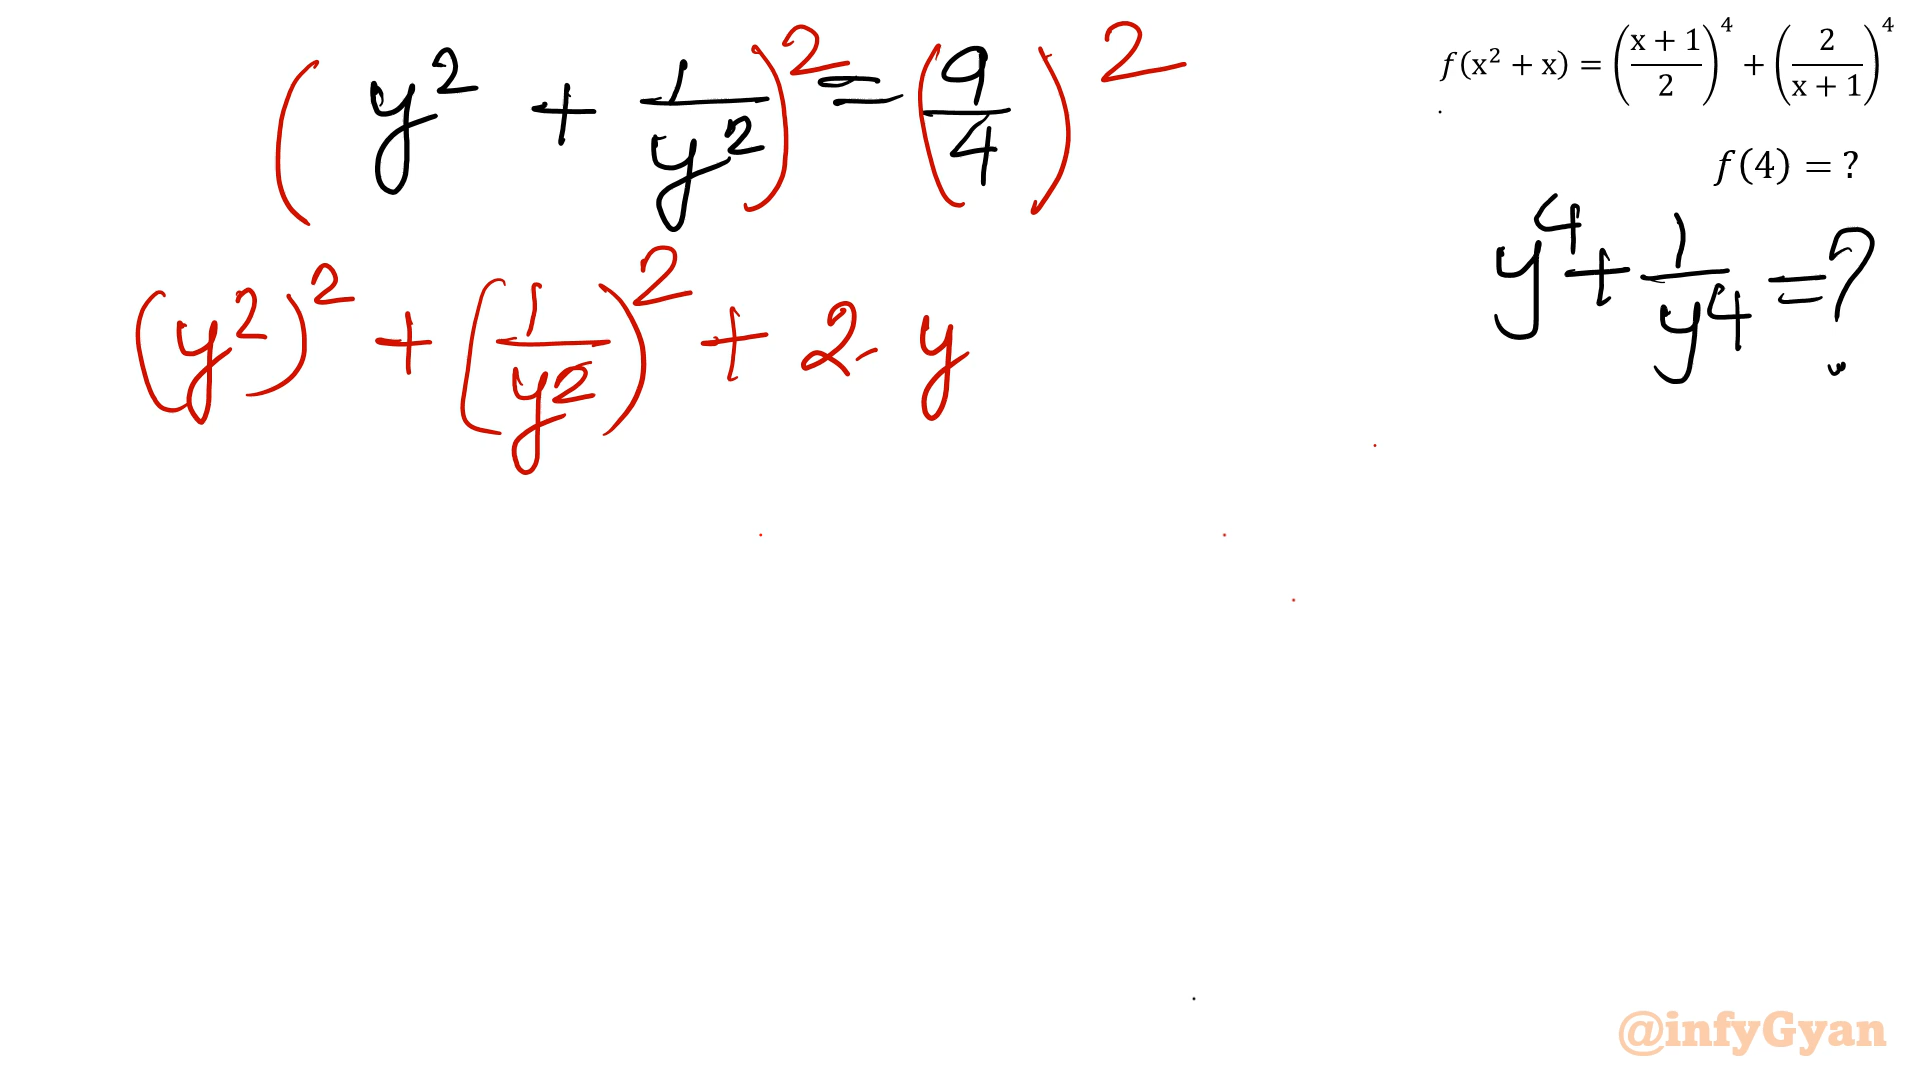 (y² + 1/y²)² = (9/4)²
(y²)² + (1/y²)² + 2. y
f(x² + x) = ((x + 1)/2)⁴ + (2/(x + 1))⁴
f(4) = ?
y⁴ + 1/y⁴ = ?
@infyGyan